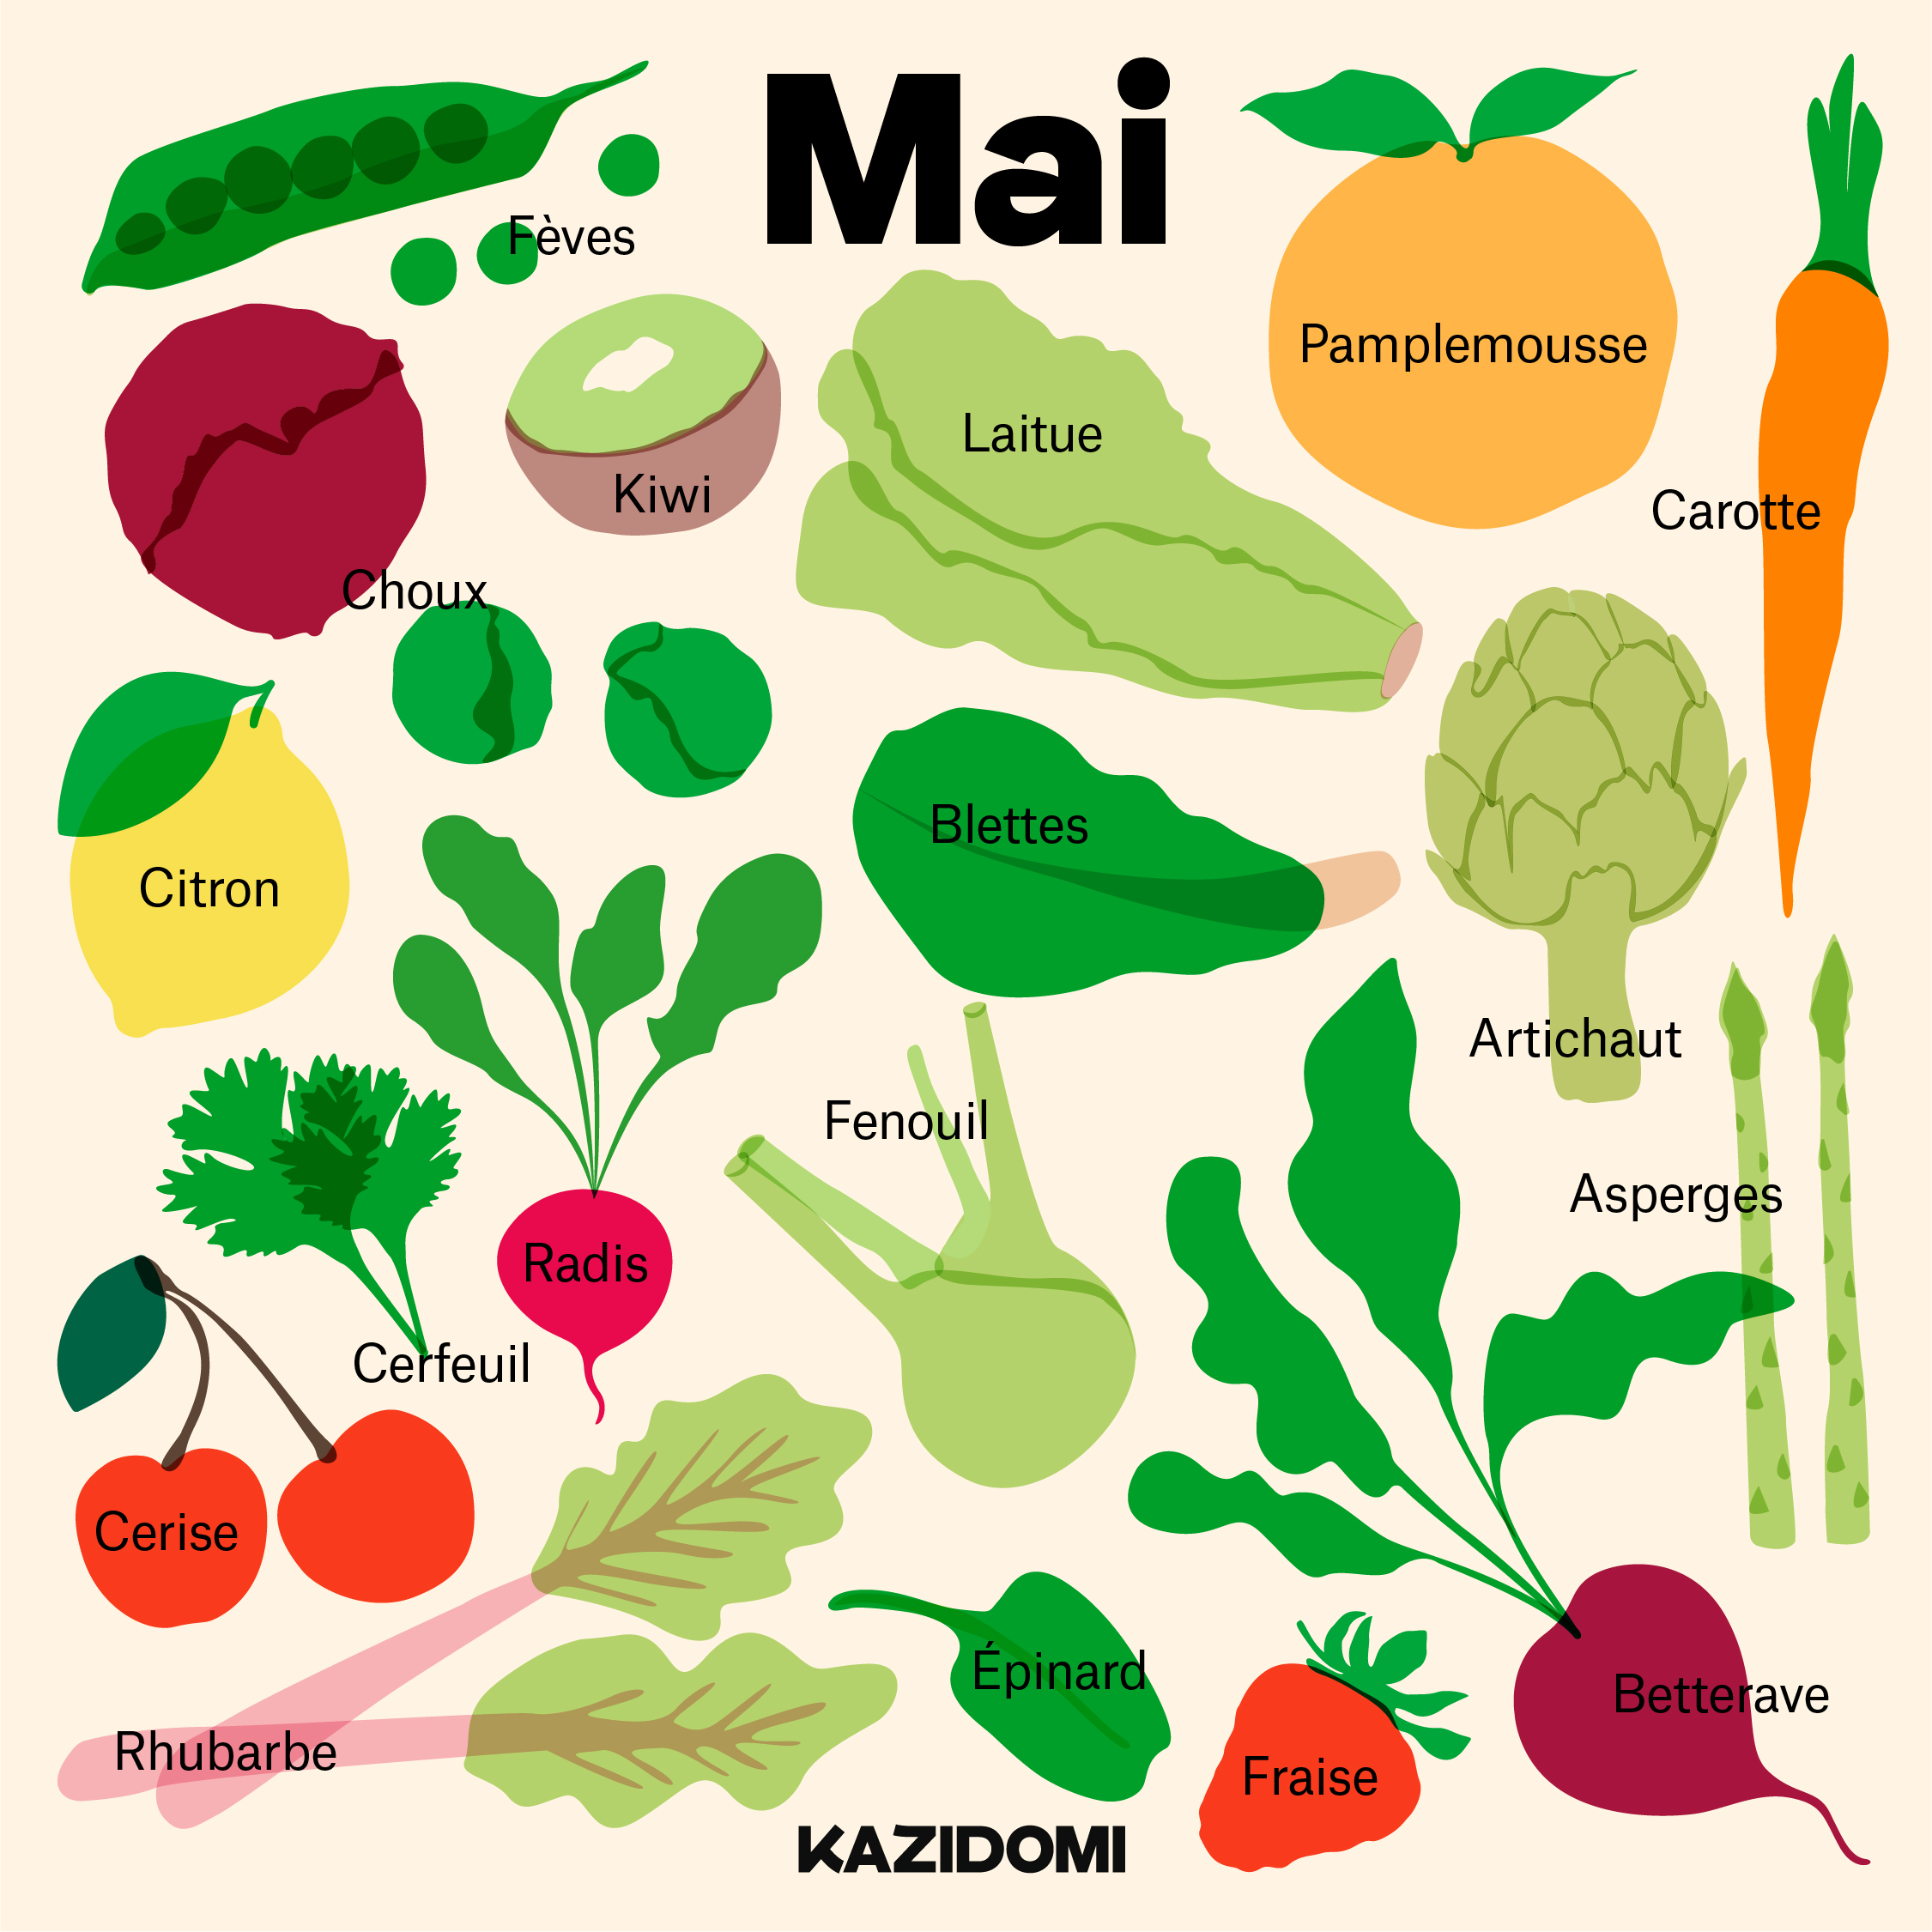 Mai
Fèves
Pamplemousse
Laitue
Kiwi
Carotte
Choux
Blettes
Citron
Artichaut
Fenouil
Asperges
Radis
Cerfeuil
Cerise
Épinard
Betterave
Rhubarbe
Fraise
KAZIDOMI